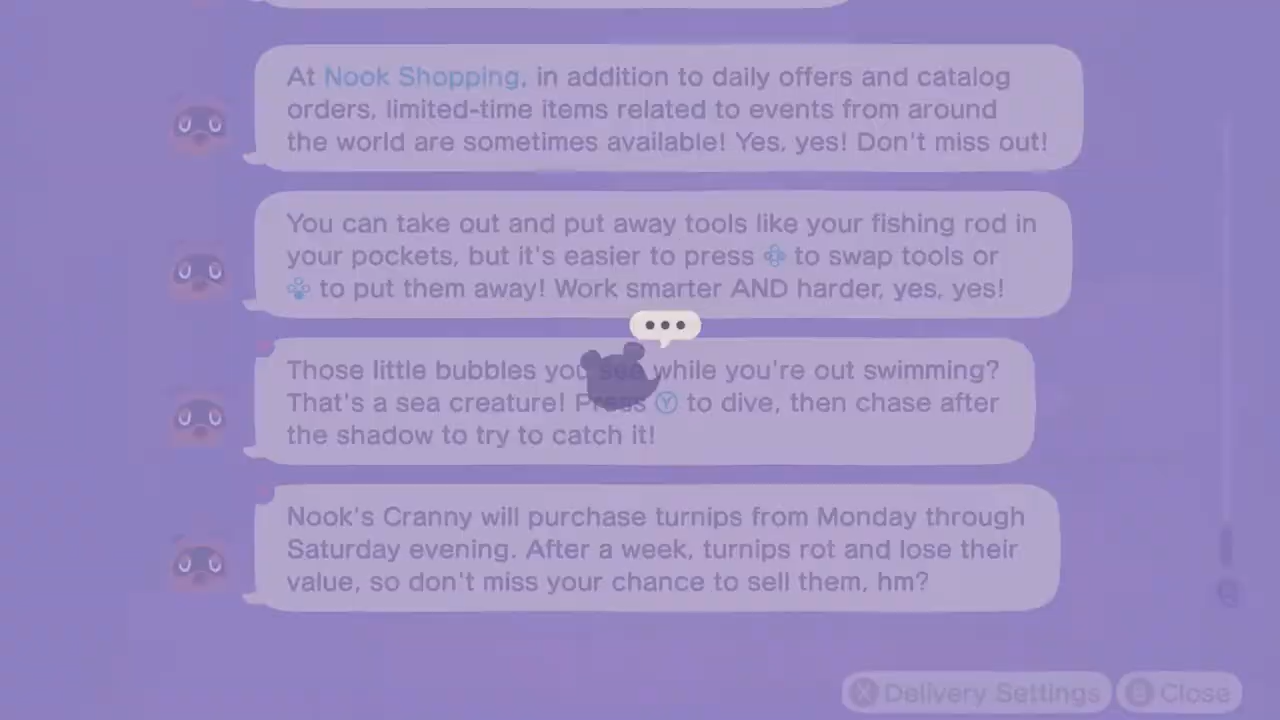 At Nook Shopping, in addition to daily offers and catalog
orders, limited-time items related to events from around
the world are sometimes available! Yes, yes! Don't miss out!
You can take out and put away tools like your fishing rod in
your pockets, but it's easier to press to swap tools or
to put them away! Work smarter AND harder, yes, yes!
Those little bubbles you see while you're out swimming?
That's a sea creature! Press Y to dive, then chase after
the shadow to try to catch it!
Nook's Cranny will purchase turnips from Monday through
Saturday evening. After a week, turnips rot and lose their
value, so don't miss your chance to sell them, hm?
X Delivery Settings B Close